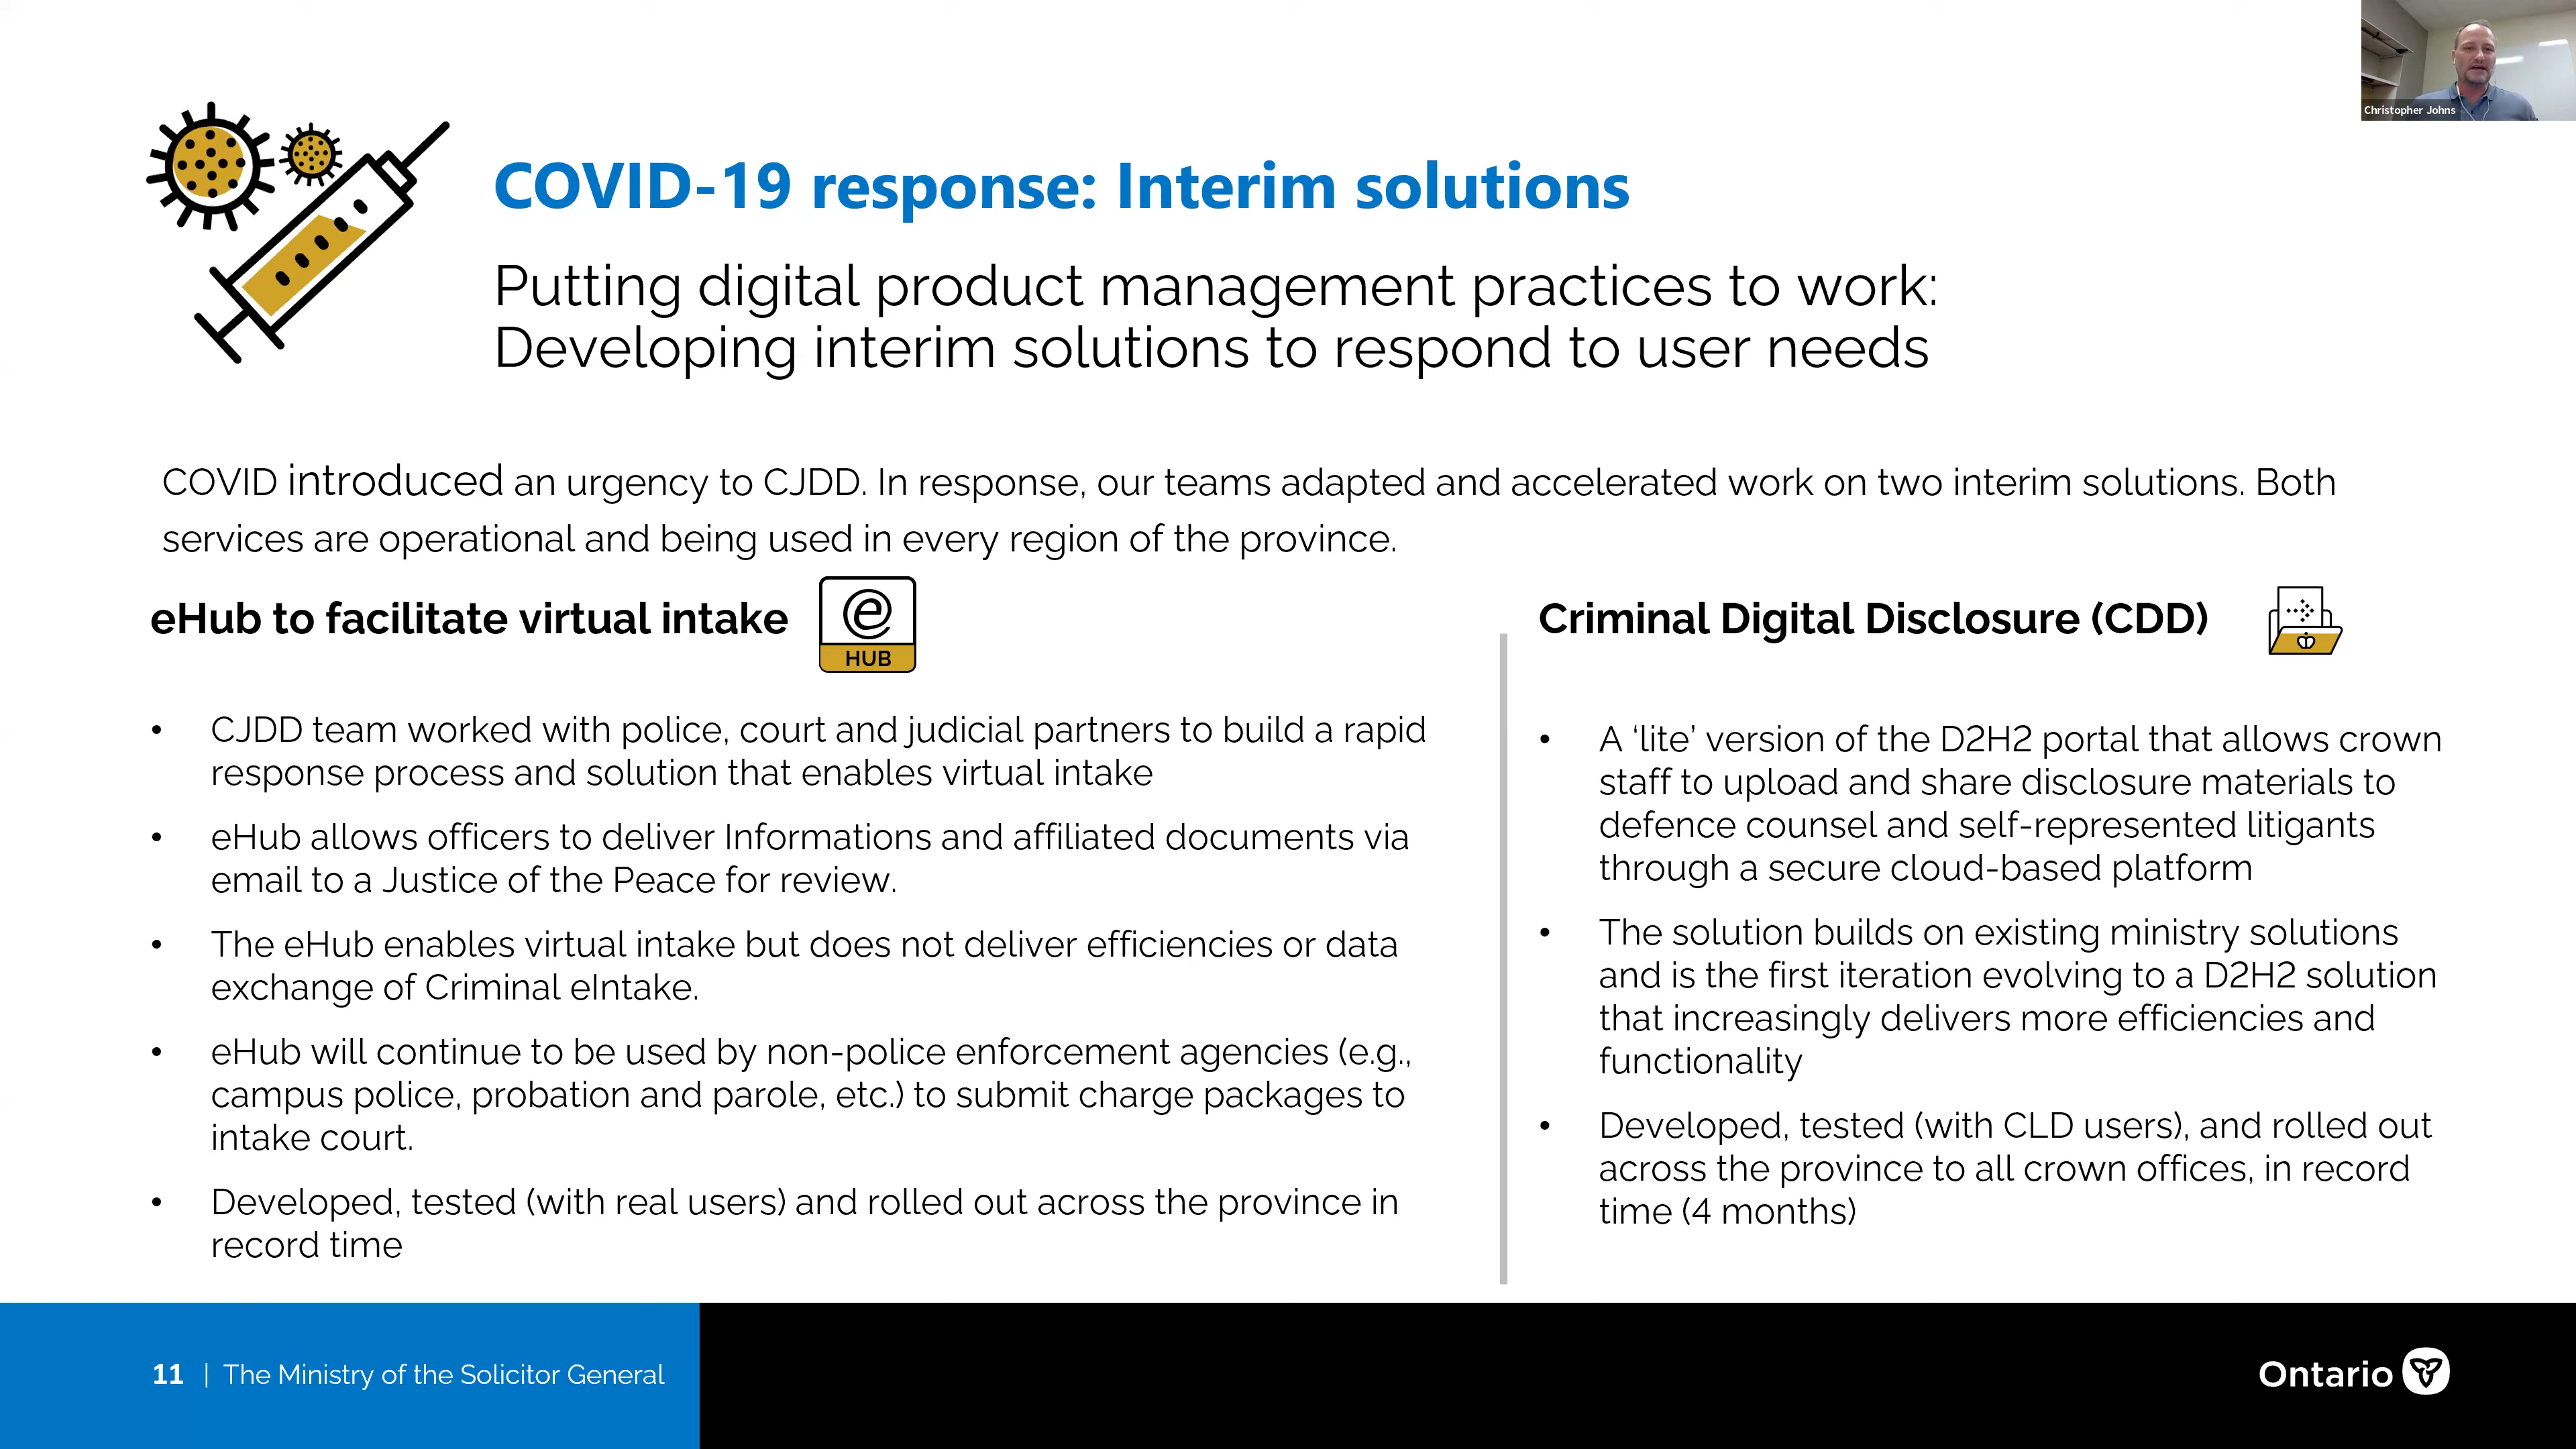 Christopher Johns
COVID-19 response: Interim solutions
Putting digital product management practices to work:
Developing interim solutions to respond to user needs
COVID introduced an urgency to CJDD. In response, our teams adapted and accelerated work on two interim solutions. Both
services are operational and being used in every region of the province.
eHub to facilitate virtual intake
e
HUB
• CJDD team worked with police, court and judicial partners to build a rapid
response process and solution that enables virtual intake
• eHub allows officers to deliver Informations and affiliated documents via
email to a Justice of the Peace for review.
• The eHub enables virtual intake but does not deliver efficiencies or data
exchange of Criminal eIntake.
• eHub will continue to be used by non-police enforcement agencies (e.g.,
campus police, probation and parole, etc.) to submit charge packages to
intake court.
• Developed, tested (with real users) and rolled out across the province in
record time
Criminal Digital Disclosure (CDD)
• A ‘lite’ version of the D2H2 portal that allows crown
staff to upload and share disclosure materials to
defence counsel and self-represented litigants
through a secure cloud-based platform
• The solution builds on existing ministry solutions
and is the first iteration evolving to a D2H2 solution
that increasingly delivers more efficiencies and
functionality
• Developed, tested (with CLD users), and rolled out
across the province to all crown offices, in record
time (4 months)
11 | The Ministry of the Solicitor General
Ontario